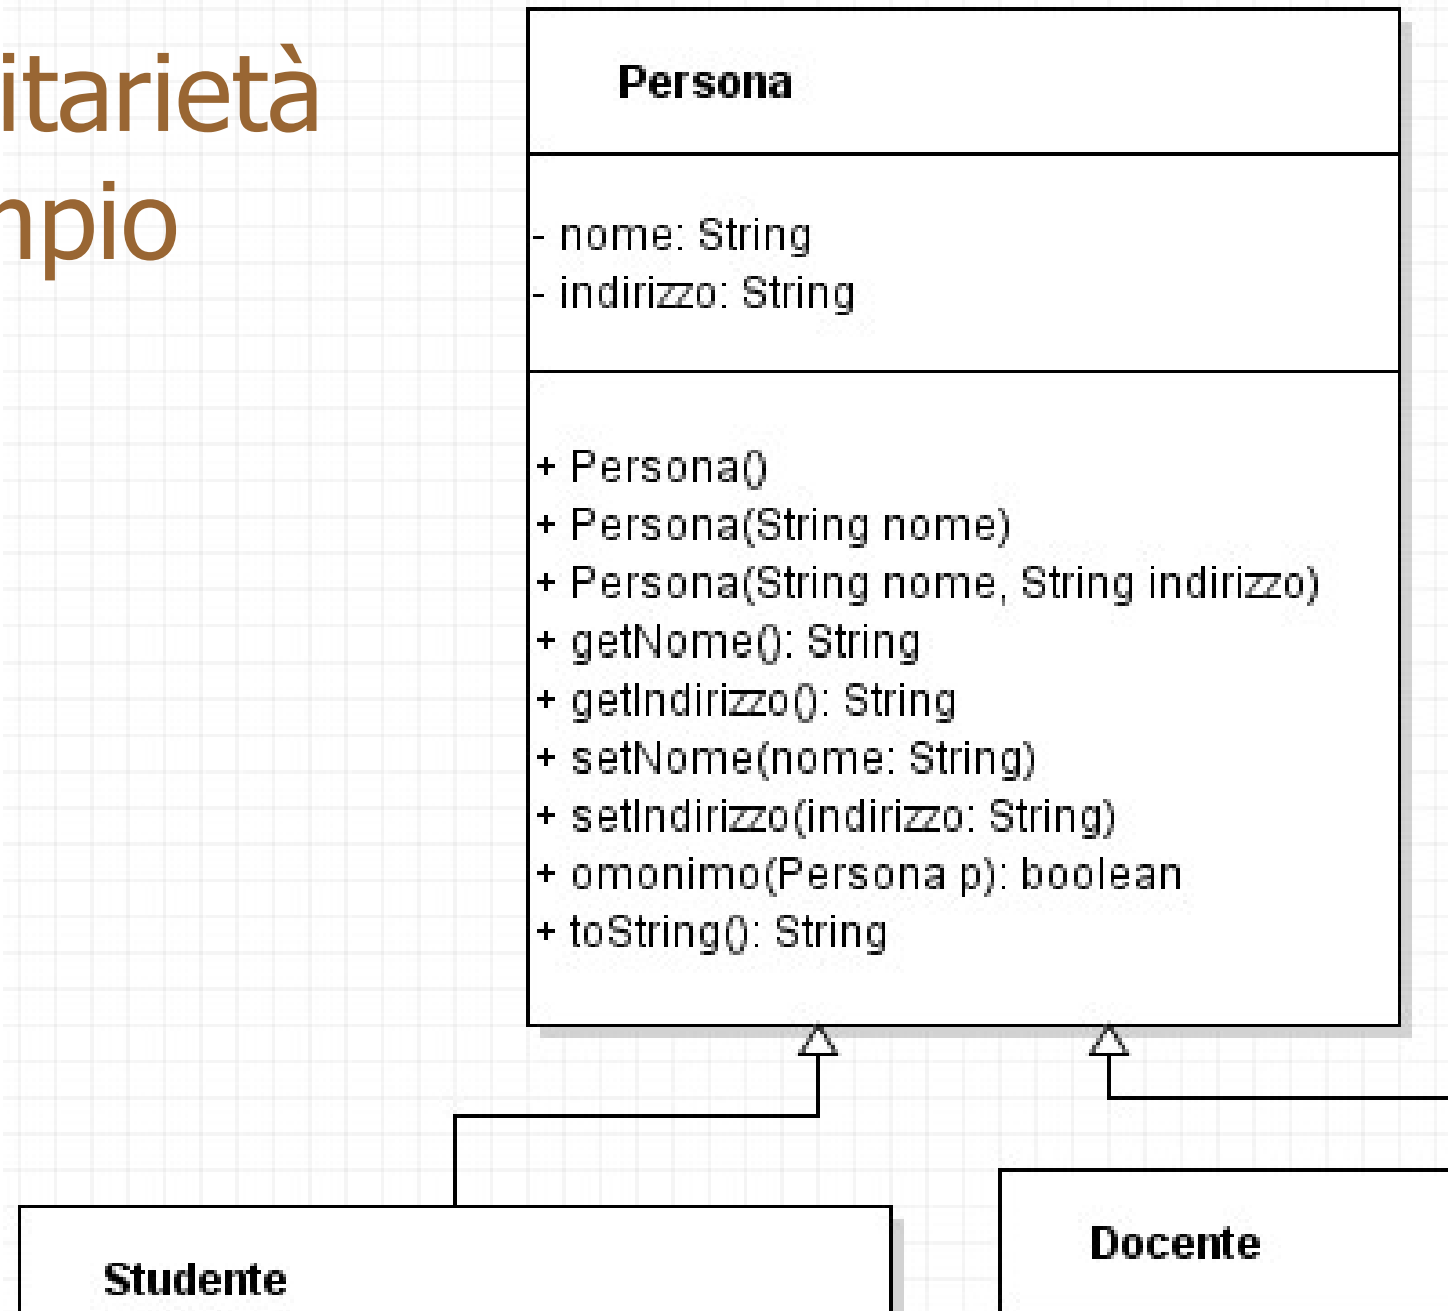 itarietà
npio
Persona
- nome: String
- indirizzo: String
+ Persona()
+ Persona(String nome)
+ Persona(String nome, String indirizzo)
+ getNome(): String
+ getIndirizzo(): String
+ setNome(nome: String)
+ setIndirizzo(indirizzo: String)
+ omonimo(Persona p): boolean
+ toString(): String
Studente
Docente